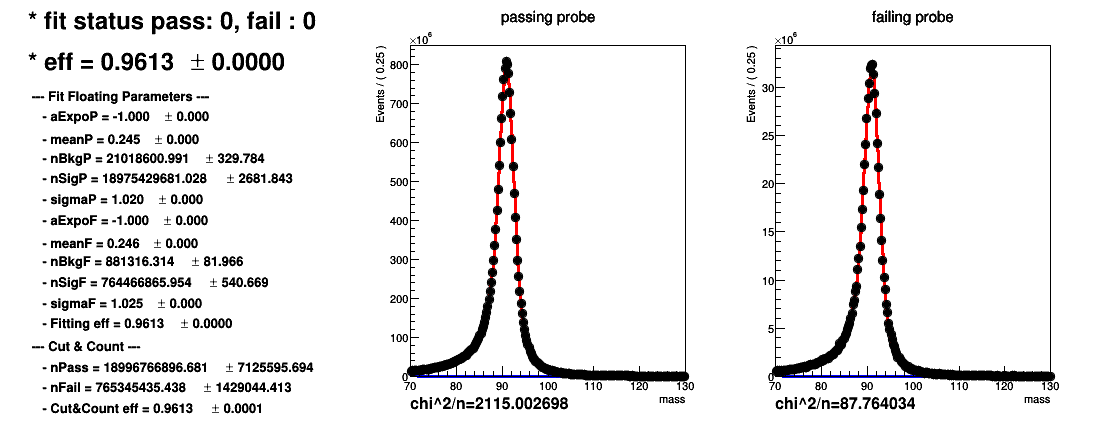 * fit status pass: 0, fail : 0
* eff = 0.9613 ± 0.0000
--- Fit Floating Parameters ---
- aExpoP = -1.000 ± 0.000
- meanP = 0.245 ± 0.000
- nBkgP = 21018600.991 ± 329.784
- nSigP = 18975429681.028 ± 2681.843
- sigmaP = 1.020 ± 0.000
- aExpoF = -1.000 ± 0.000
- meanF = 0.246 ± 0.000
- nBkgF = 881316.314 ± 81.966
- nSigF = 764466865.954 ± 540.669
- sigmaF = 1.025 ± 0.000
- Fitting eff = 0.9613 ± 0.0000
--- Cut & Count ---
- nPass = 18996766896.681 ± 7125595.694
- nFail = 765345435.438 ± 1429044.413
- Cut&Count eff = 0.9613 ± 0.0001
passing probe
×10^6
Events / ( 0.25 )
800
700
600
500
400
300
200
100
0
70 80 90 100 110 120 130
mass
chi^2/n=2115.002698
failing probe
×10^6
Events / ( 0.25 )
30
25
20
15
10
5
0
70 80 90 100 110 120 130
mass
chi^2/n=87.764034